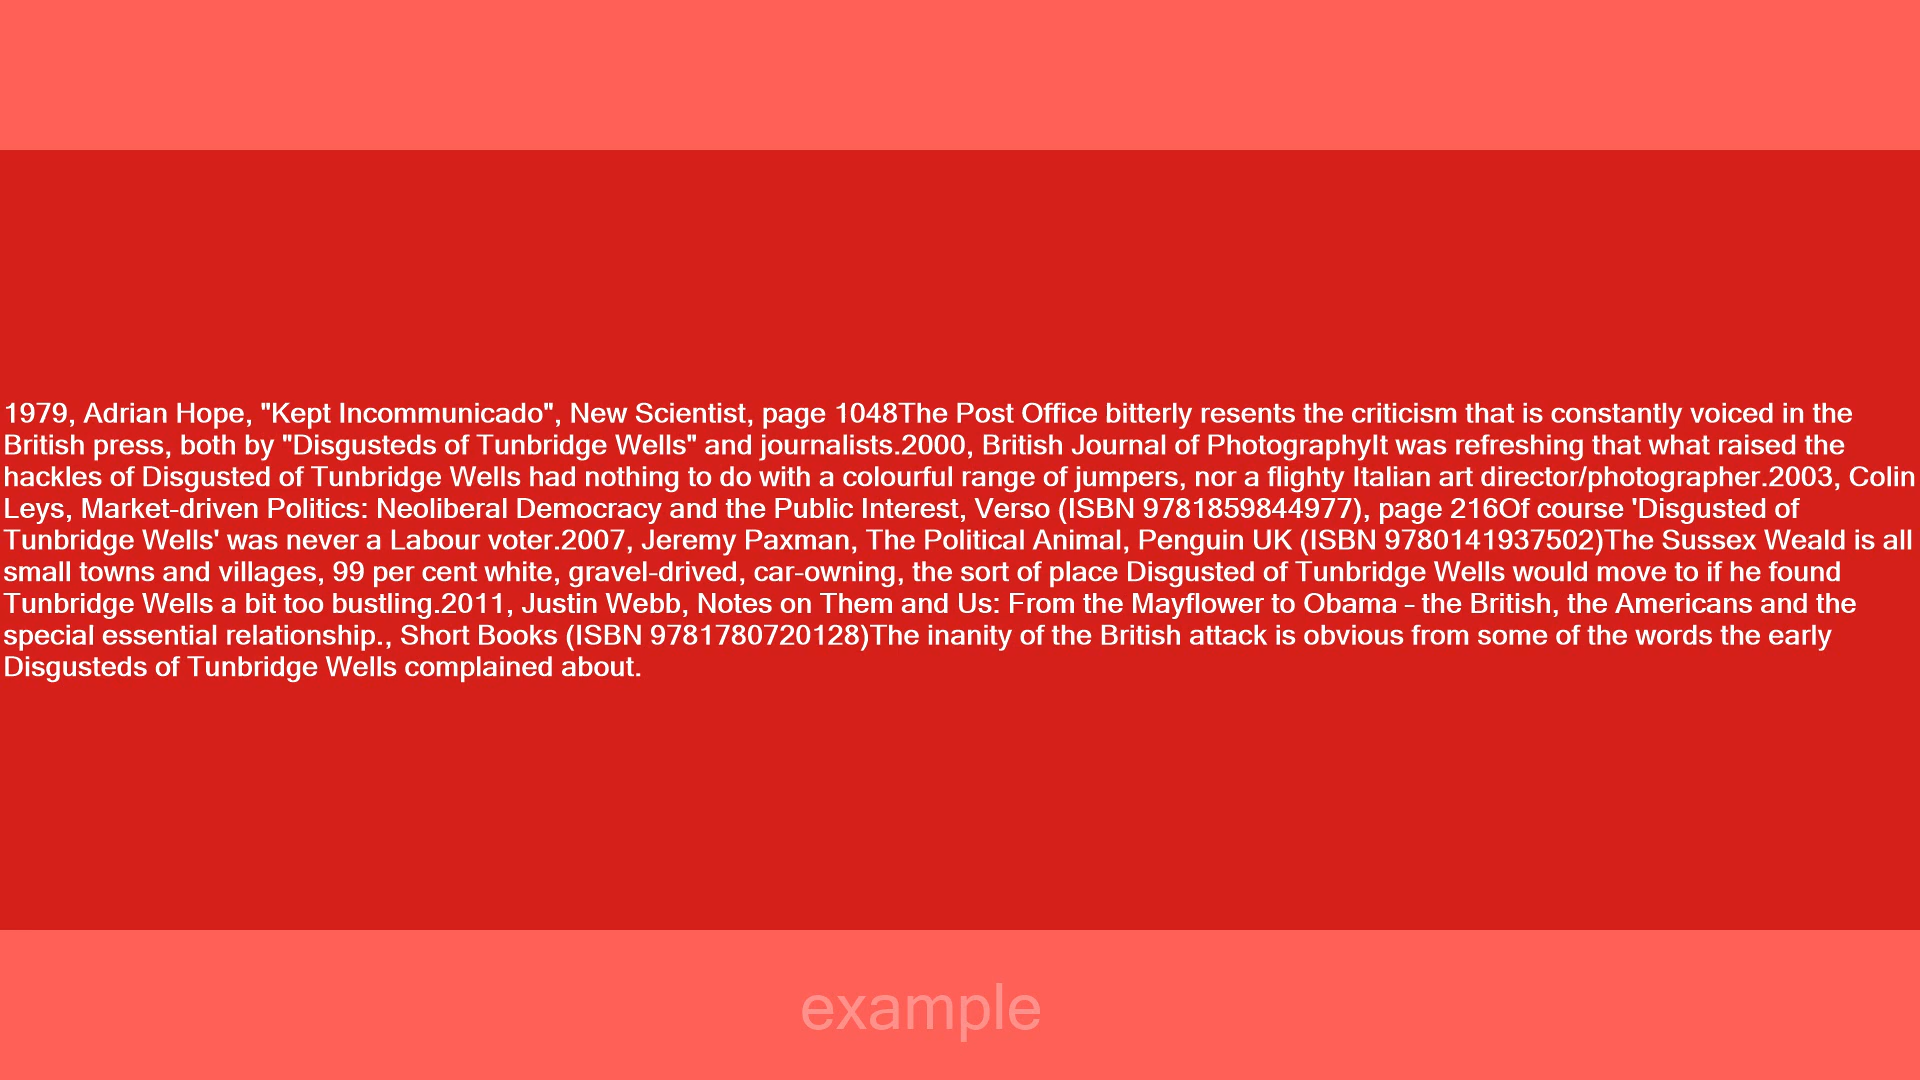 1979, Adrian Hope, "Kept Incommunicado", New Scientist, page 1048The Post Office bitterly resents the criticism that is constantly voiced in the
British press, both by "Disgusteds of Tunbridge Wells" and journalists.2000, British Journal of PhotographyIt was refreshing that what raised the
hackles of Disgusted of Tunbridge Wells had nothing to do with a colourful range of jumpers, nor a flighty Italian art director/photographer.2003, Colin
Leys, Market-driven Politics: Neoliberal Democracy and the Public Interest, Verso (ISBN 9781859844977), page 216Of course 'Disgusted of
Tunbridge Wells' was never a Labour voter.2007, Jeremy Paxman, The Political Animal, Penguin UK (ISBN 9780141937502)The Sussex Weald is all
small towns and villages, 99 per cent white, gravel-drived, car-owning, the sort of place Disgusted of Tunbridge Wells would move to if he found
Tunbridge Wells a bit too bustling.2011, Justin Webb, Notes on Them and Us: From the Mayflower to Obama – the British, the Americans and the
special essential relationship., Short Books (ISBN 9781780720128)The inanity of the British attack is obvious from some of the words the early
Disgusteds of Tunbridge Wells complained about.
example